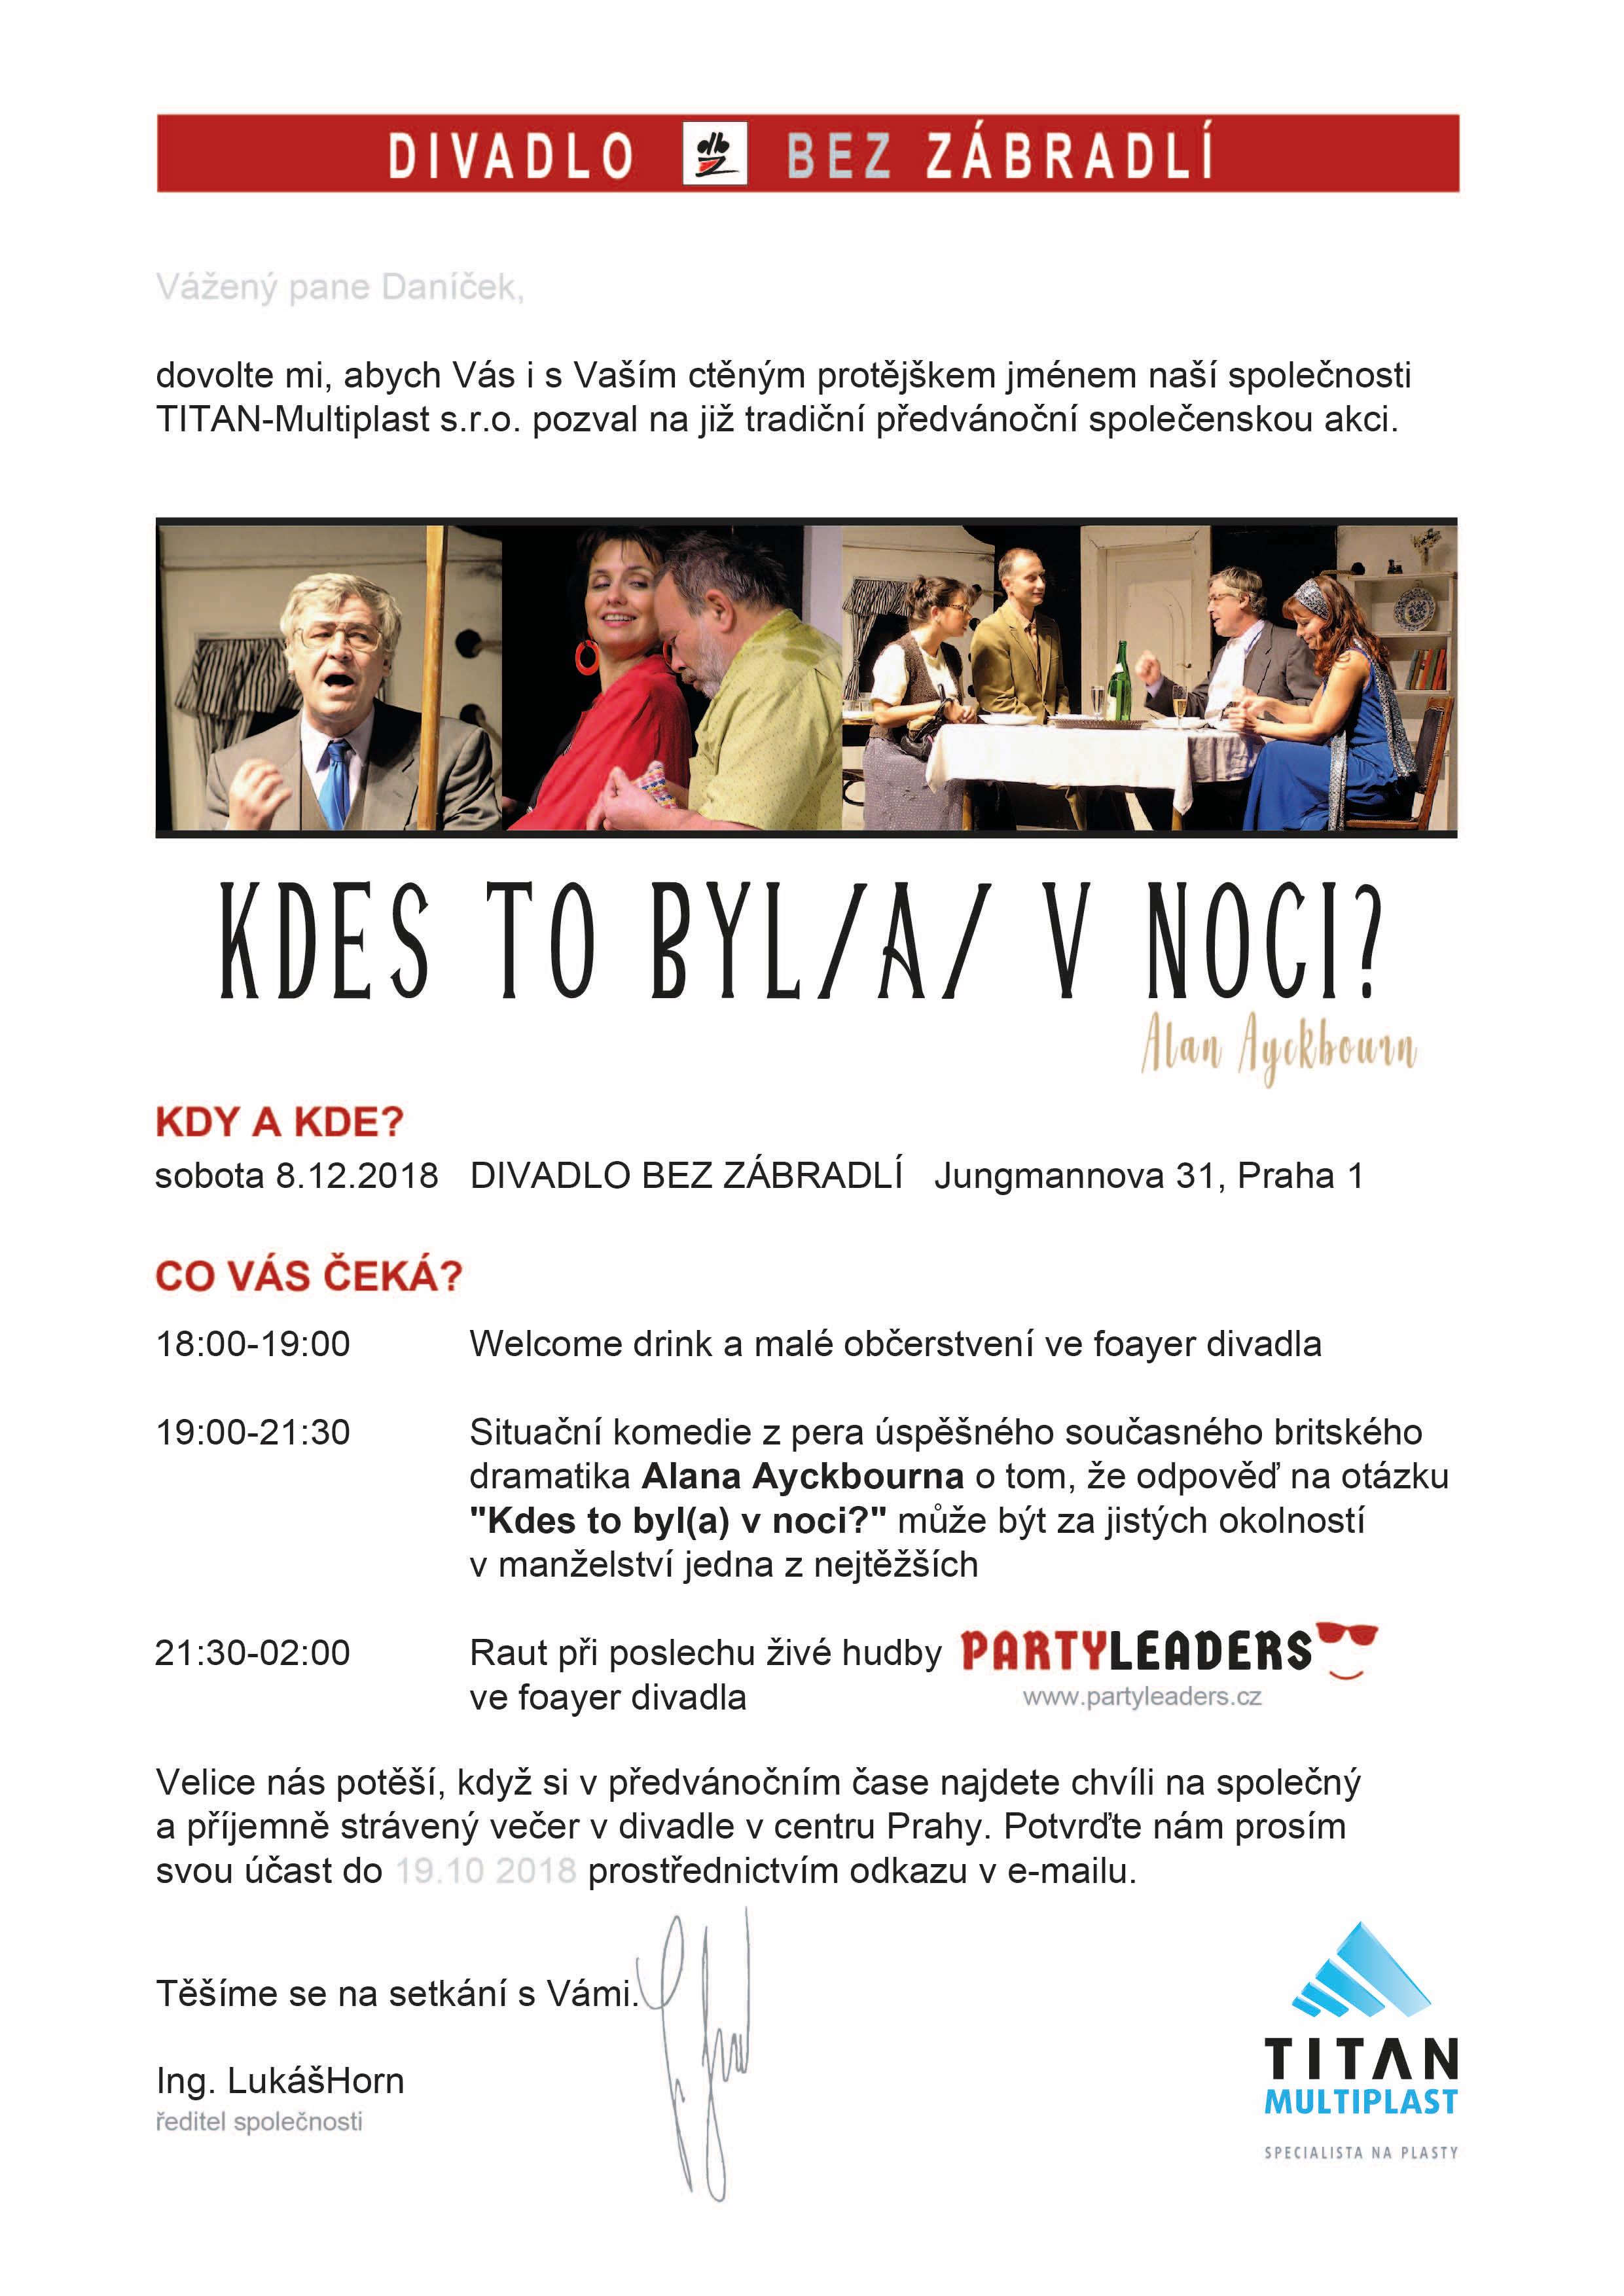 DIVADLO dbz BEZ ZÁBRADLÍ
Vážený pane Daníček,
dovolte mi, abych Vás i s Vaším ctěným protějškem jménem naší společnosti
TITAN-Multiplast s.r.o. pozval na již tradiční předvánoční společenskou akci.
KDES TO BYL/A/ V NOCI?
Alan Ayckbourn
KDY A KDE?
sobota 8.12.2018 DIVADLO BEZ ZÁBRADLÍ Jungmannova 31, Praha 1
CO VÁS ČEKÁ?
18:00-19:00 Welcome drink a malé občerstvení ve foayer divadla
19:00-21:30 Situační komedie z pera úspěšného současného britského
dramatika Alana Ayckbourna o tom, že odpověď na otázku
"Kdes to byl(a) v noci?" může být za jistých okolností
v manželství jedna z nejtěžších
21:30-02:00 Raut při poslechu živé hudby PARTYLEADERS
ve foayer divadla www.partyleaders.cz
Velice nás potěší, když si v předvánočním čase najdete chvíli na společný
a příjemně strávený večer v divadle v centru Prahy. Potvrďte nám prosím
svou účast do 19.10 2018 prostřednictvím odkazu v e-mailu.
Těšíme se na setkání s Vámi.
Ing. LukášHorn
ředitel společnosti
TITAN
MULTIPLAST
SPECIALISTA NA PLASTY